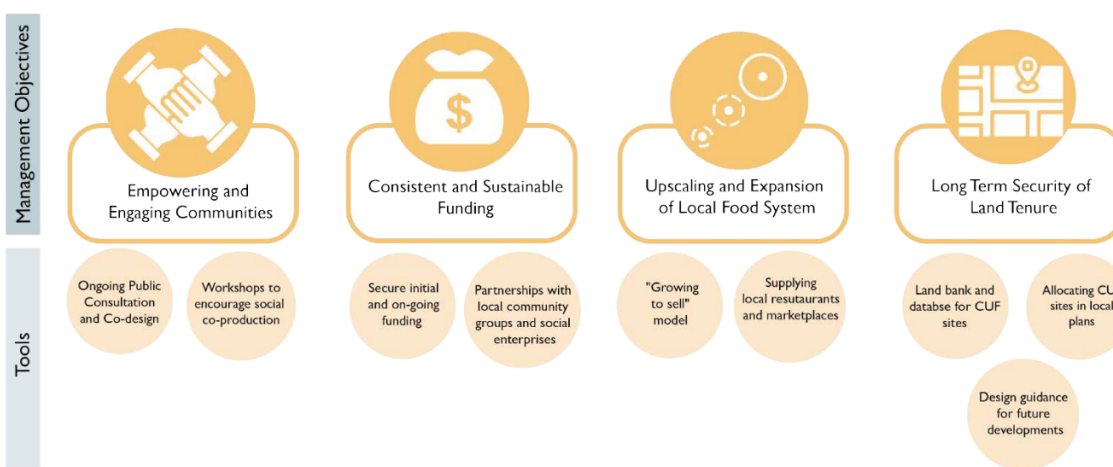 Management Objectives
Empowering and
Engaging Communities
Consistent and Sustainable
Funding
$
Upscaling and Expansion
of Local Food System
Long Term Security of
Land Tenure
Tools
Ongoing Public
Consultation
and Co-design
Workshops to
encourage social
co-production
Secure initial
and on-going
funding
Partnerships with
local community
groups and social
enterprises
"Growing
to sell"
model
Supplying
local resutaurants
and marketplaces
Land bank and
databse for CUF
sites
Allocating CU
sites in local
plans
Design guidance
for future
developments